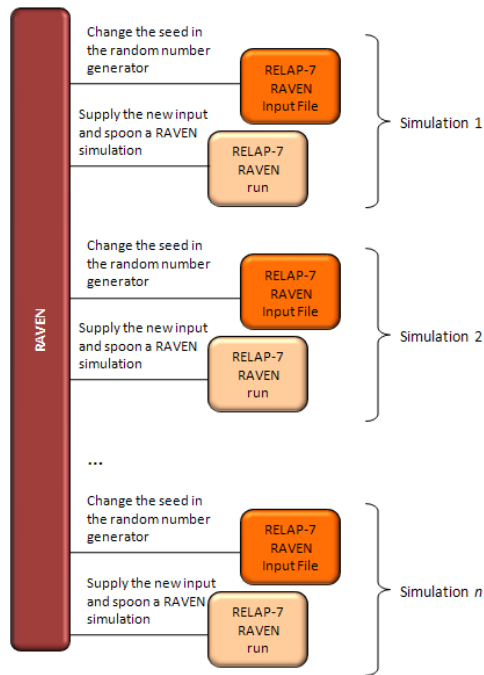 RAVEN
Change the seed in
the random number
generator
RELAP-7
RAVEN
Input File
Supply the new input
and spoon a RAVEN
simulation
RELAP-7
RAVEN
run
Simulation 1
Change the seed in
the random number
generator
RELAP-7
RAVEN
Input File
Supply the new input
and spoon a RAVEN
simulation
RELAP-7
RAVEN
run
Simulation 2
...
Change the seed in
the random number
generator
RELAP-7
RAVEN
Input File
Supply the new input
and spoon a RAVEN
simulation
RELAP-7
RAVEN
run
Simulation n